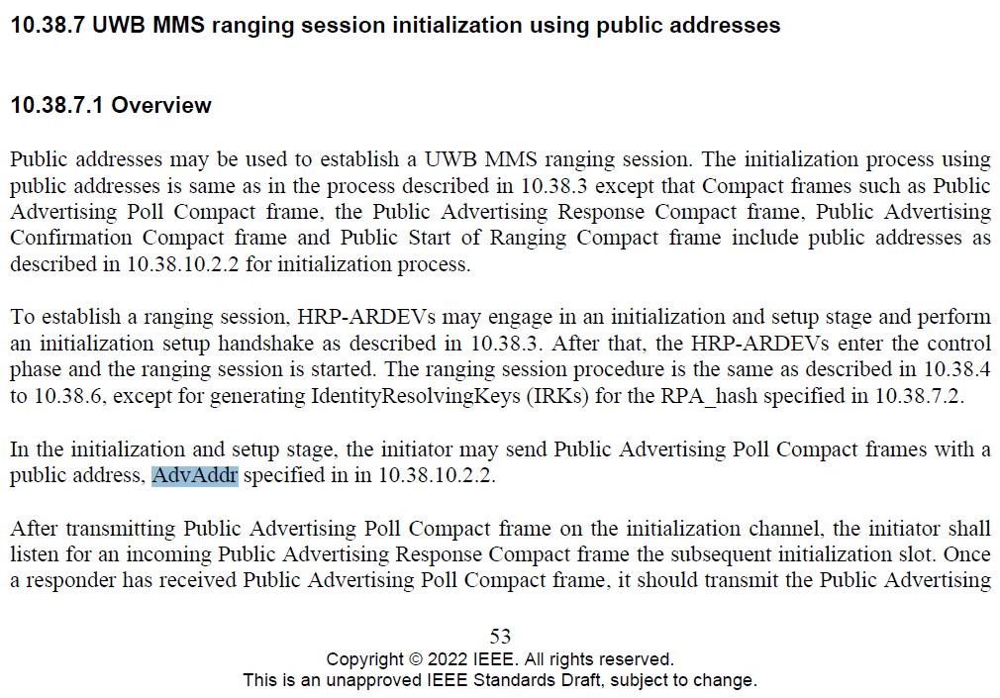 10.38.7 UWB MMS ranging session initialization using public addresses
10.38.7.1 Overview
Public addresses may be used to establish a UWB MMS ranging session. The initialization process using
public addresses is same as in the process described in 10.38.3 except that Compact frames such as Public
Advertising Poll Compact frame, the Public Advertising Response Compact frame, Public Advertising
Confirmation Compact frame and Public Start of Ranging Compact frame include public addresses as
described in 10.38.10.2.2 for initialization process.
To establish a ranging session, HRP-ARDEVs may engage in an initialization and setup stage and perform
an initialization setup handshake as described in 10.38.3. After that, the HRP-ARDEVs enter the control
phase and the ranging session is started. The ranging session procedure is the same as described in 10.38.4
to 10.38.6, except for generating IdentityResolvingKeys (IRKs) for the RPA_hash specified in 10.38.7.2.
In the initialization and setup stage, the initiator may send Public Advertising Poll Compact frames with a
public address, AdvAddr specified in in 10.38.10.2.2.
After transmitting Public Advertising Poll Compact frame on the initialization channel, the initiator shall
listen for an incoming Public Advertising Response Compact frame the subsequent initialization slot. Once
a responder has received Public Advertising Poll Compact frame, it should transmit the Public Advertising
53
Copyright © 2022 IEEE. All rights reserved.
This is an unapproved IEEE Standards Draft, subject to change.